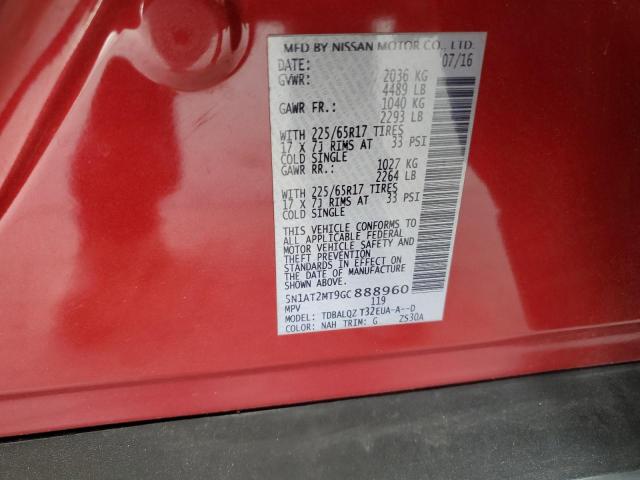 MFD BY NISSAN MOTOR CO., LTD.
DATE: 07/16
GVWR: 2036 KG
4489 LB
GAWR FR.: 1040 KG
2293 LB
WITH 225/65R17 TIRES
17 X 7J RIMS AT 33 PSI
COLD SINGLE
GAWR RR.: 1027 KG
2264 LB
WITH 225/65R17 TIRES
17 X 7J RIMS AT 33 PSI
COLD SINGLE
THIS VEHICLE CONFORMS TO
ALL APPLICABLE FEDERAL
MOTOR VEHICLE SAFETY AND
THEFT PREVENTION
STANDARDS IN EFFECT ON
THE DATE OF MANUFACTURE
SHOWN ABOVE.
5N1AT2MT9GC888960
MPV 119
MODEL: TDBALQZ T32EUA-A--D
COLOR: NAH TRIM: G ZS30A